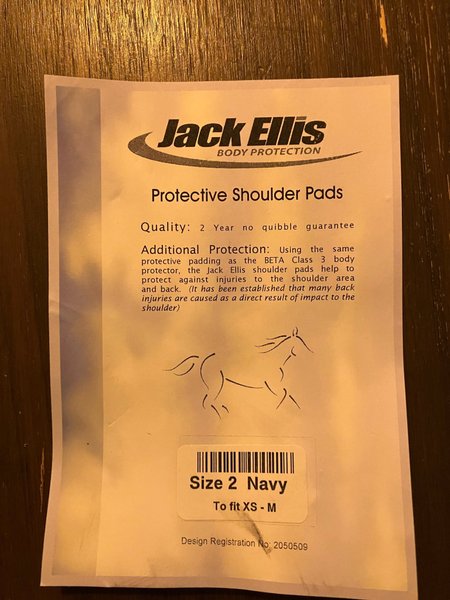 Jack Ellis
BODY PROTECTION
Protective Shoulder Pads
Quality: 2 Year no quibble guarantee
Additional Protection: Using the same
protective padding as the BETA Class 3 body
protector, the Jack Ellis shoulder pads help to
protect against injuries to the shoulder area
and back. (It has been established that many back
injuries are caused as a direct result of impact to the
shoulder)
Size 2 Navy
To fit XS - M
Design Registration No: 2050509